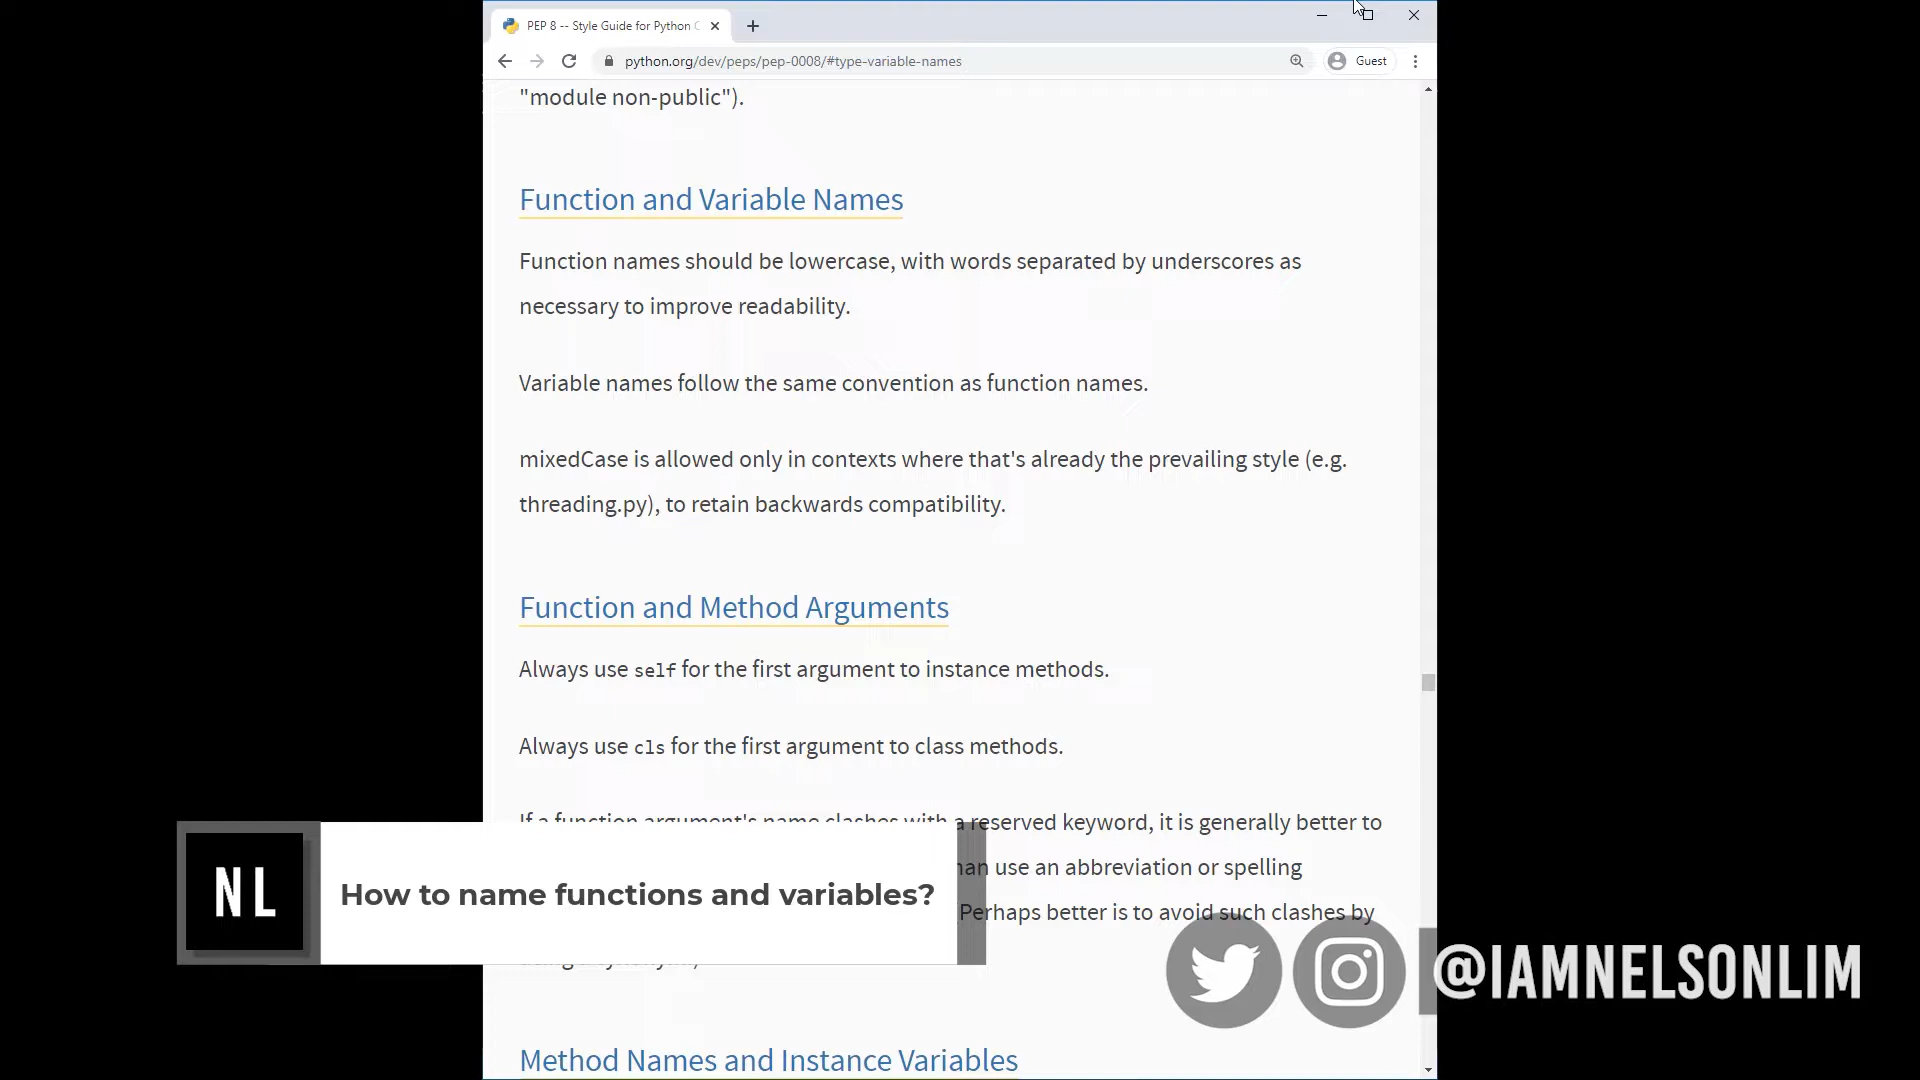 PEP 8 -- Style Guide for Python C
python.org/dev/peps/pep-0008/#type-variable-names
Guest
"module non-public").
Function and Variable Names
Function names should be lowercase, with words separated by underscores as
necessary to improve readability.
Variable names follow the same convention as function names.
mixedCase is allowed only in contexts where that's already the prevailing style (e.g.
threading.py), to retain backwards compatibility.
Function and Method Arguments
Always use self for the first argument to instance methods.
Always use cls for the first argument to class methods.
If a function argument's name clashes with a reserved keyword, it is generally better to
use an abbreviation or spelling
Perhaps better is to avoid such clashes by
NL
How to name functions and variables?
@IAMNELSONLIM
Method Names and Instance Variables